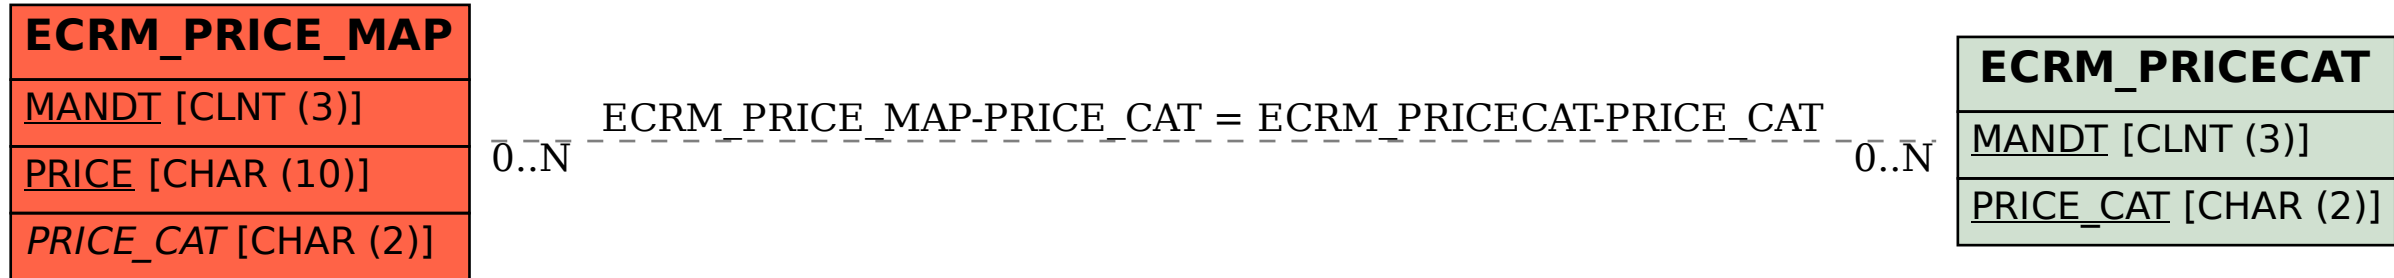 ECRM_PRICE_MAP
MANDT [CLNT (3)]
PRICE [CHAR (10)]
PRICE_CAT [CHAR (2)]
ECRM_PRICE_MAP-PRICE_CAT = ECRM_PRICECAT-PRICE_CAT
0..N
0..N
ECRM_PRICECAT
MANDT [CLNT (3)]
PRICE_CAT [CHAR (2)]